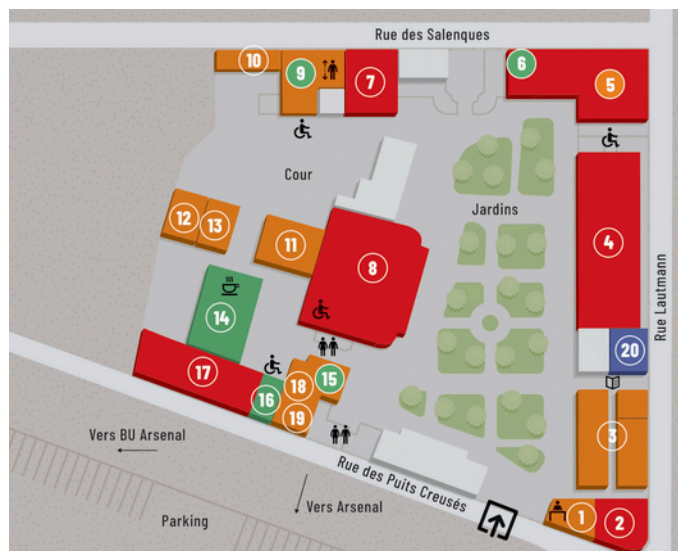 Rue des Salenques
10
9
7
6
5
Cour
Jardins
12
13
11
8
4
Rue Lautmann
14
20
17
16
18
15
19
3
Vers BU Arsenal
Rue des Puits Creusés
Vers Arsenal
Parking
1
2